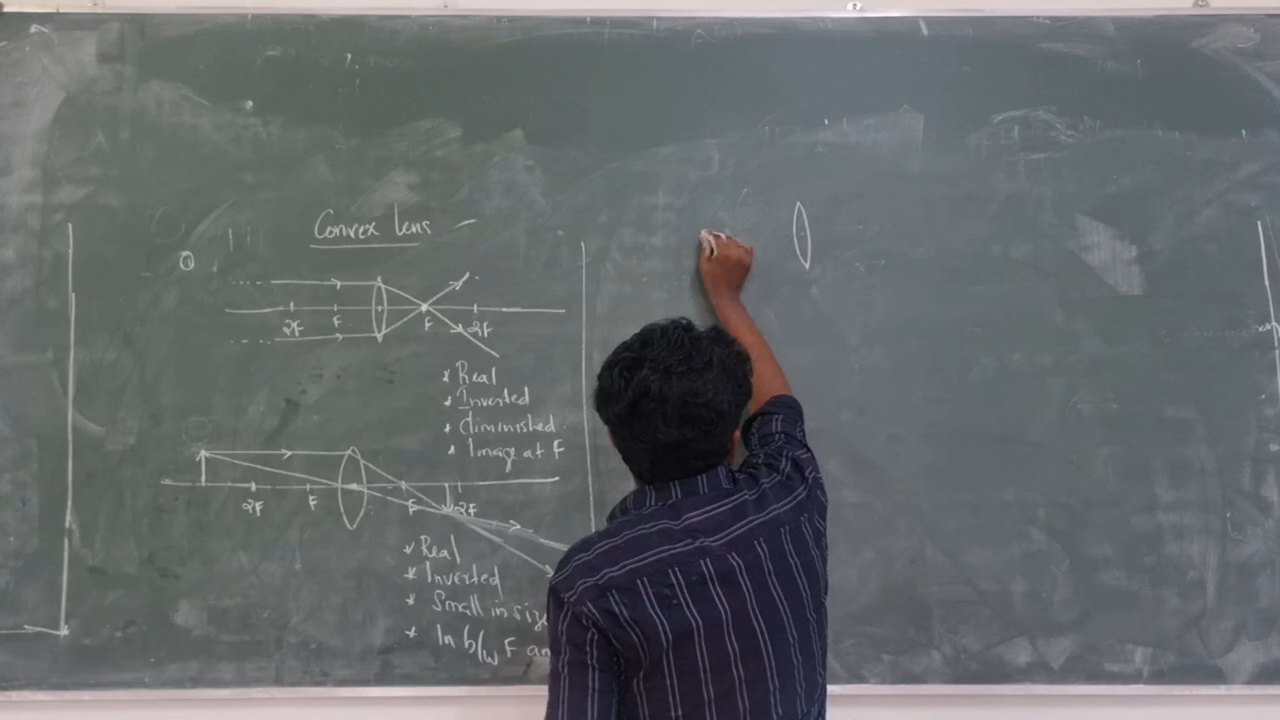 Convex lens
2F F F 2F
* Real
* Inverted
* diminished
* Image at F
2F F F 2F
* Real
* Inverted
* Small in size
* In b/w F an